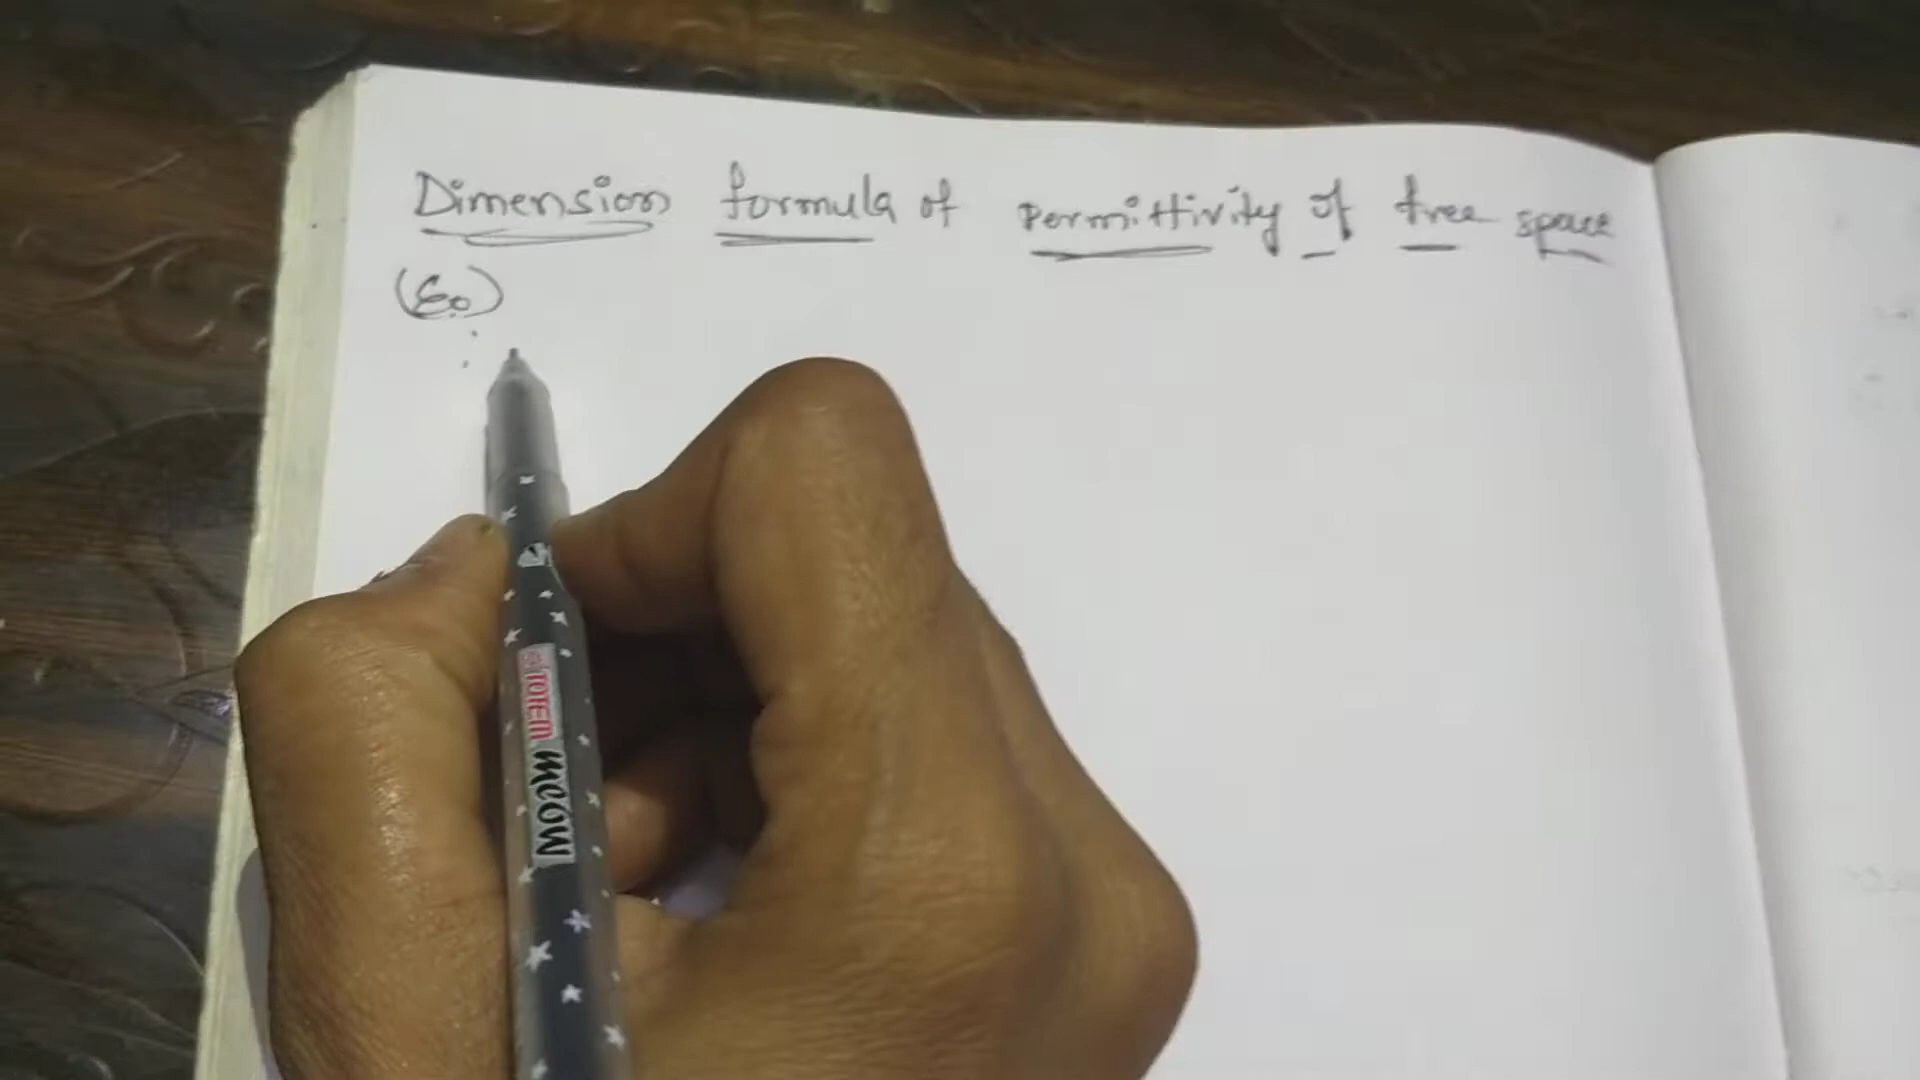 Dimension formula of permittivity of free space
(ε₀)
TOTEM meow